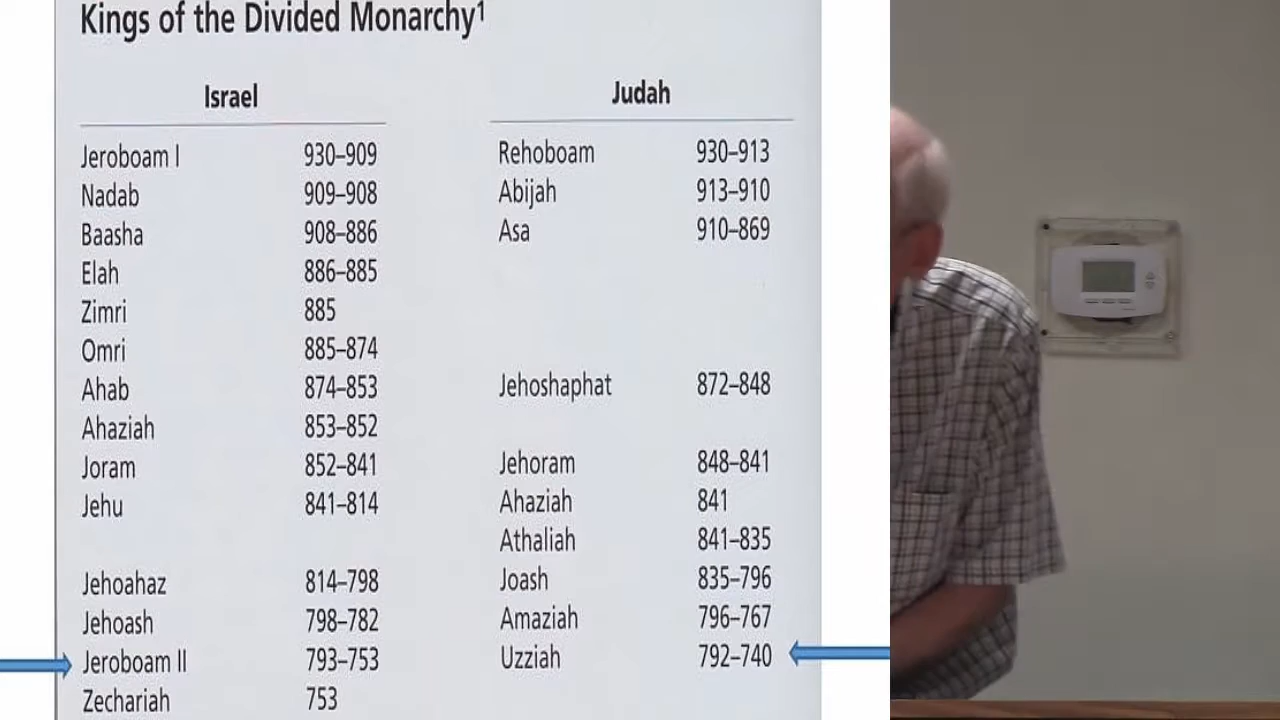 Kings of the Divided Monarchy¹
Israel Judah
Jeroboam I 930–909 Rehoboam 930–913
Nadab 909–908 Abijah 913–910
Baasha 908–886 Asa 910–869
Elah 886–885
Zimri 885
Omri 885–874
Ahab 874–853 Jehoshaphat 872–848
Ahaziah 853–852
Joram 852–841 Jehoram 848–841
Jehu 841–814 Ahaziah 841
Athaliah 841–835
Jehoahaz 814–798 Joash 835–796
Jehoash 798–782 Amaziah 796–767
Jeroboam II 793–753 Uzziah 792–740
Zechariah 753